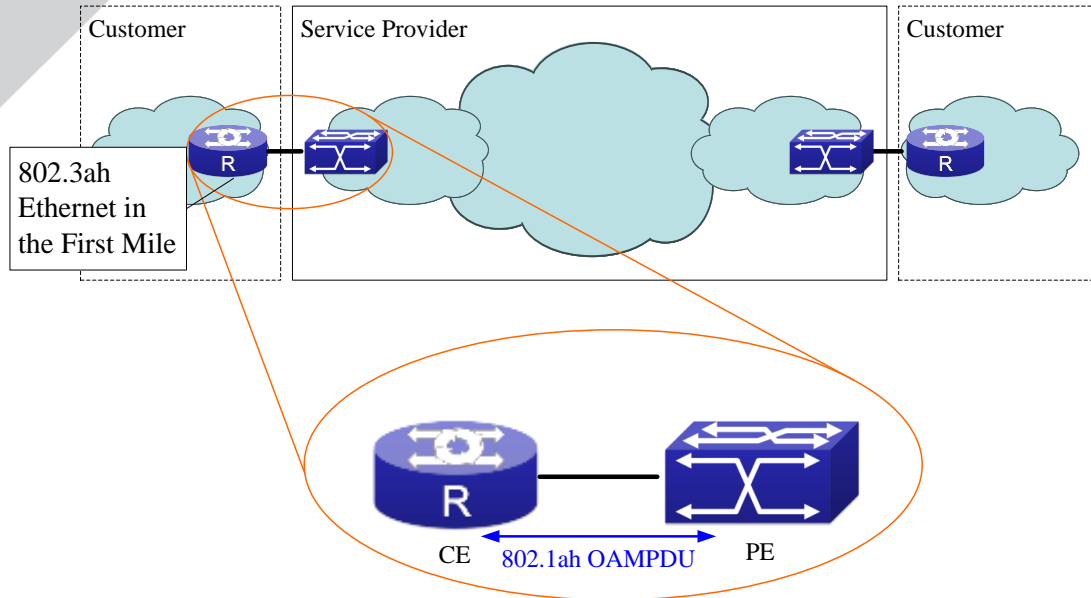 Customer
Service Provider
Customer
R
R
802.3ah
Ethernet in
the First Mile
R
CE
802.1ah OAMPDU
PE